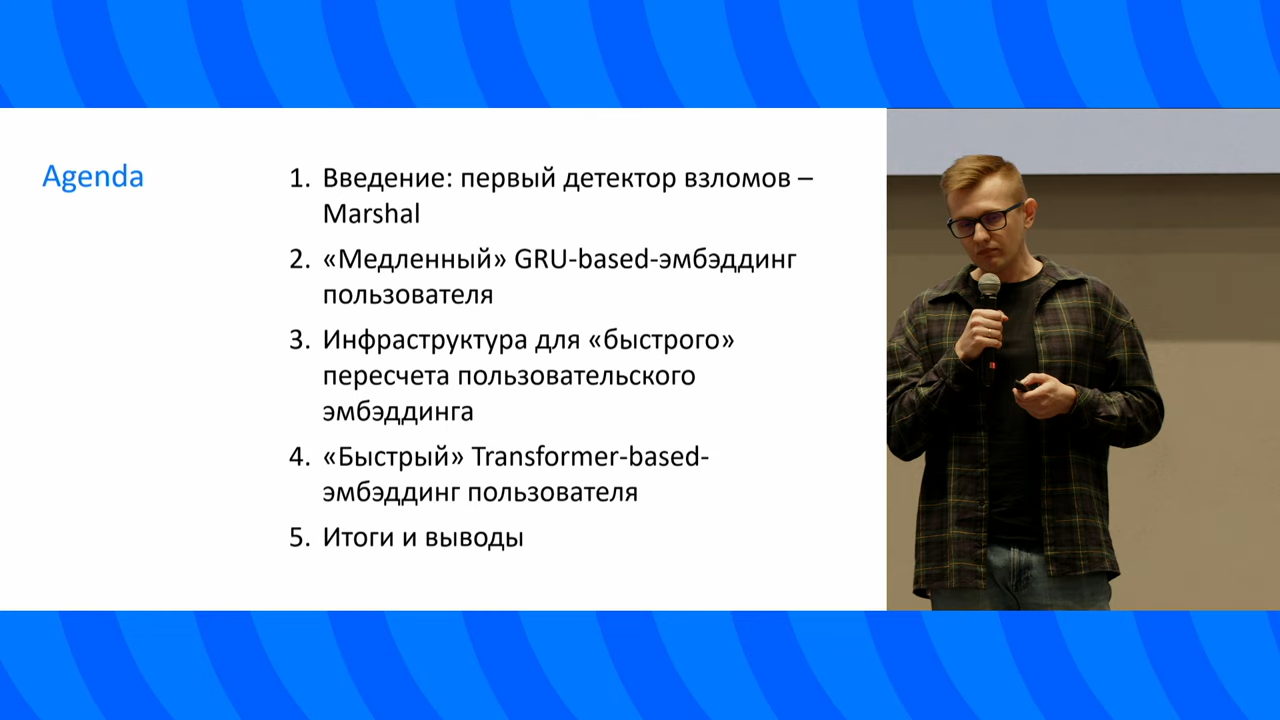 Agenda
1. Введение: первый детектор взломов –
Marshal
2. «Медленный» GRU-based-эмбэддинг
пользователя
3. Инфраструктура для «быстрого»
пересчета пользовательского
эмбэддинга
4. «Быстрый» Transformer-based-
эмбэддинг пользователя
5. Итоги и выводы